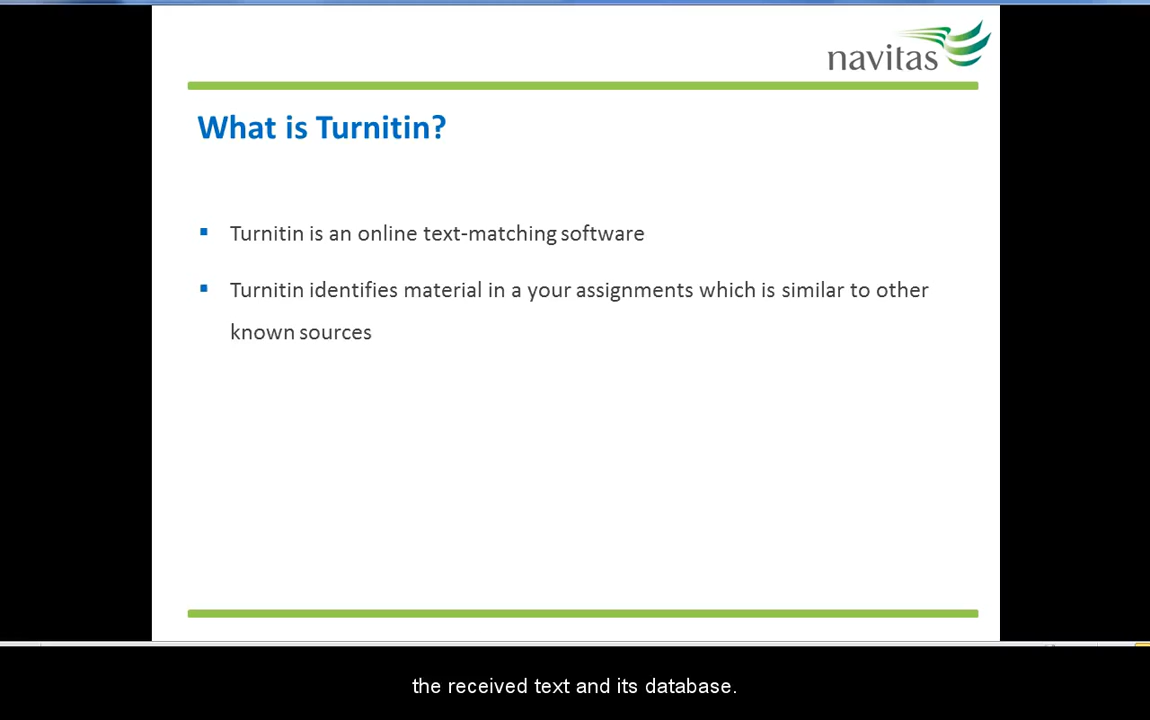 navitas
What is Turnitin?
Turnitin is an online text-matching software
Turnitin identifies material in a your assignments which is similar to other
known sources
the received text and its database.